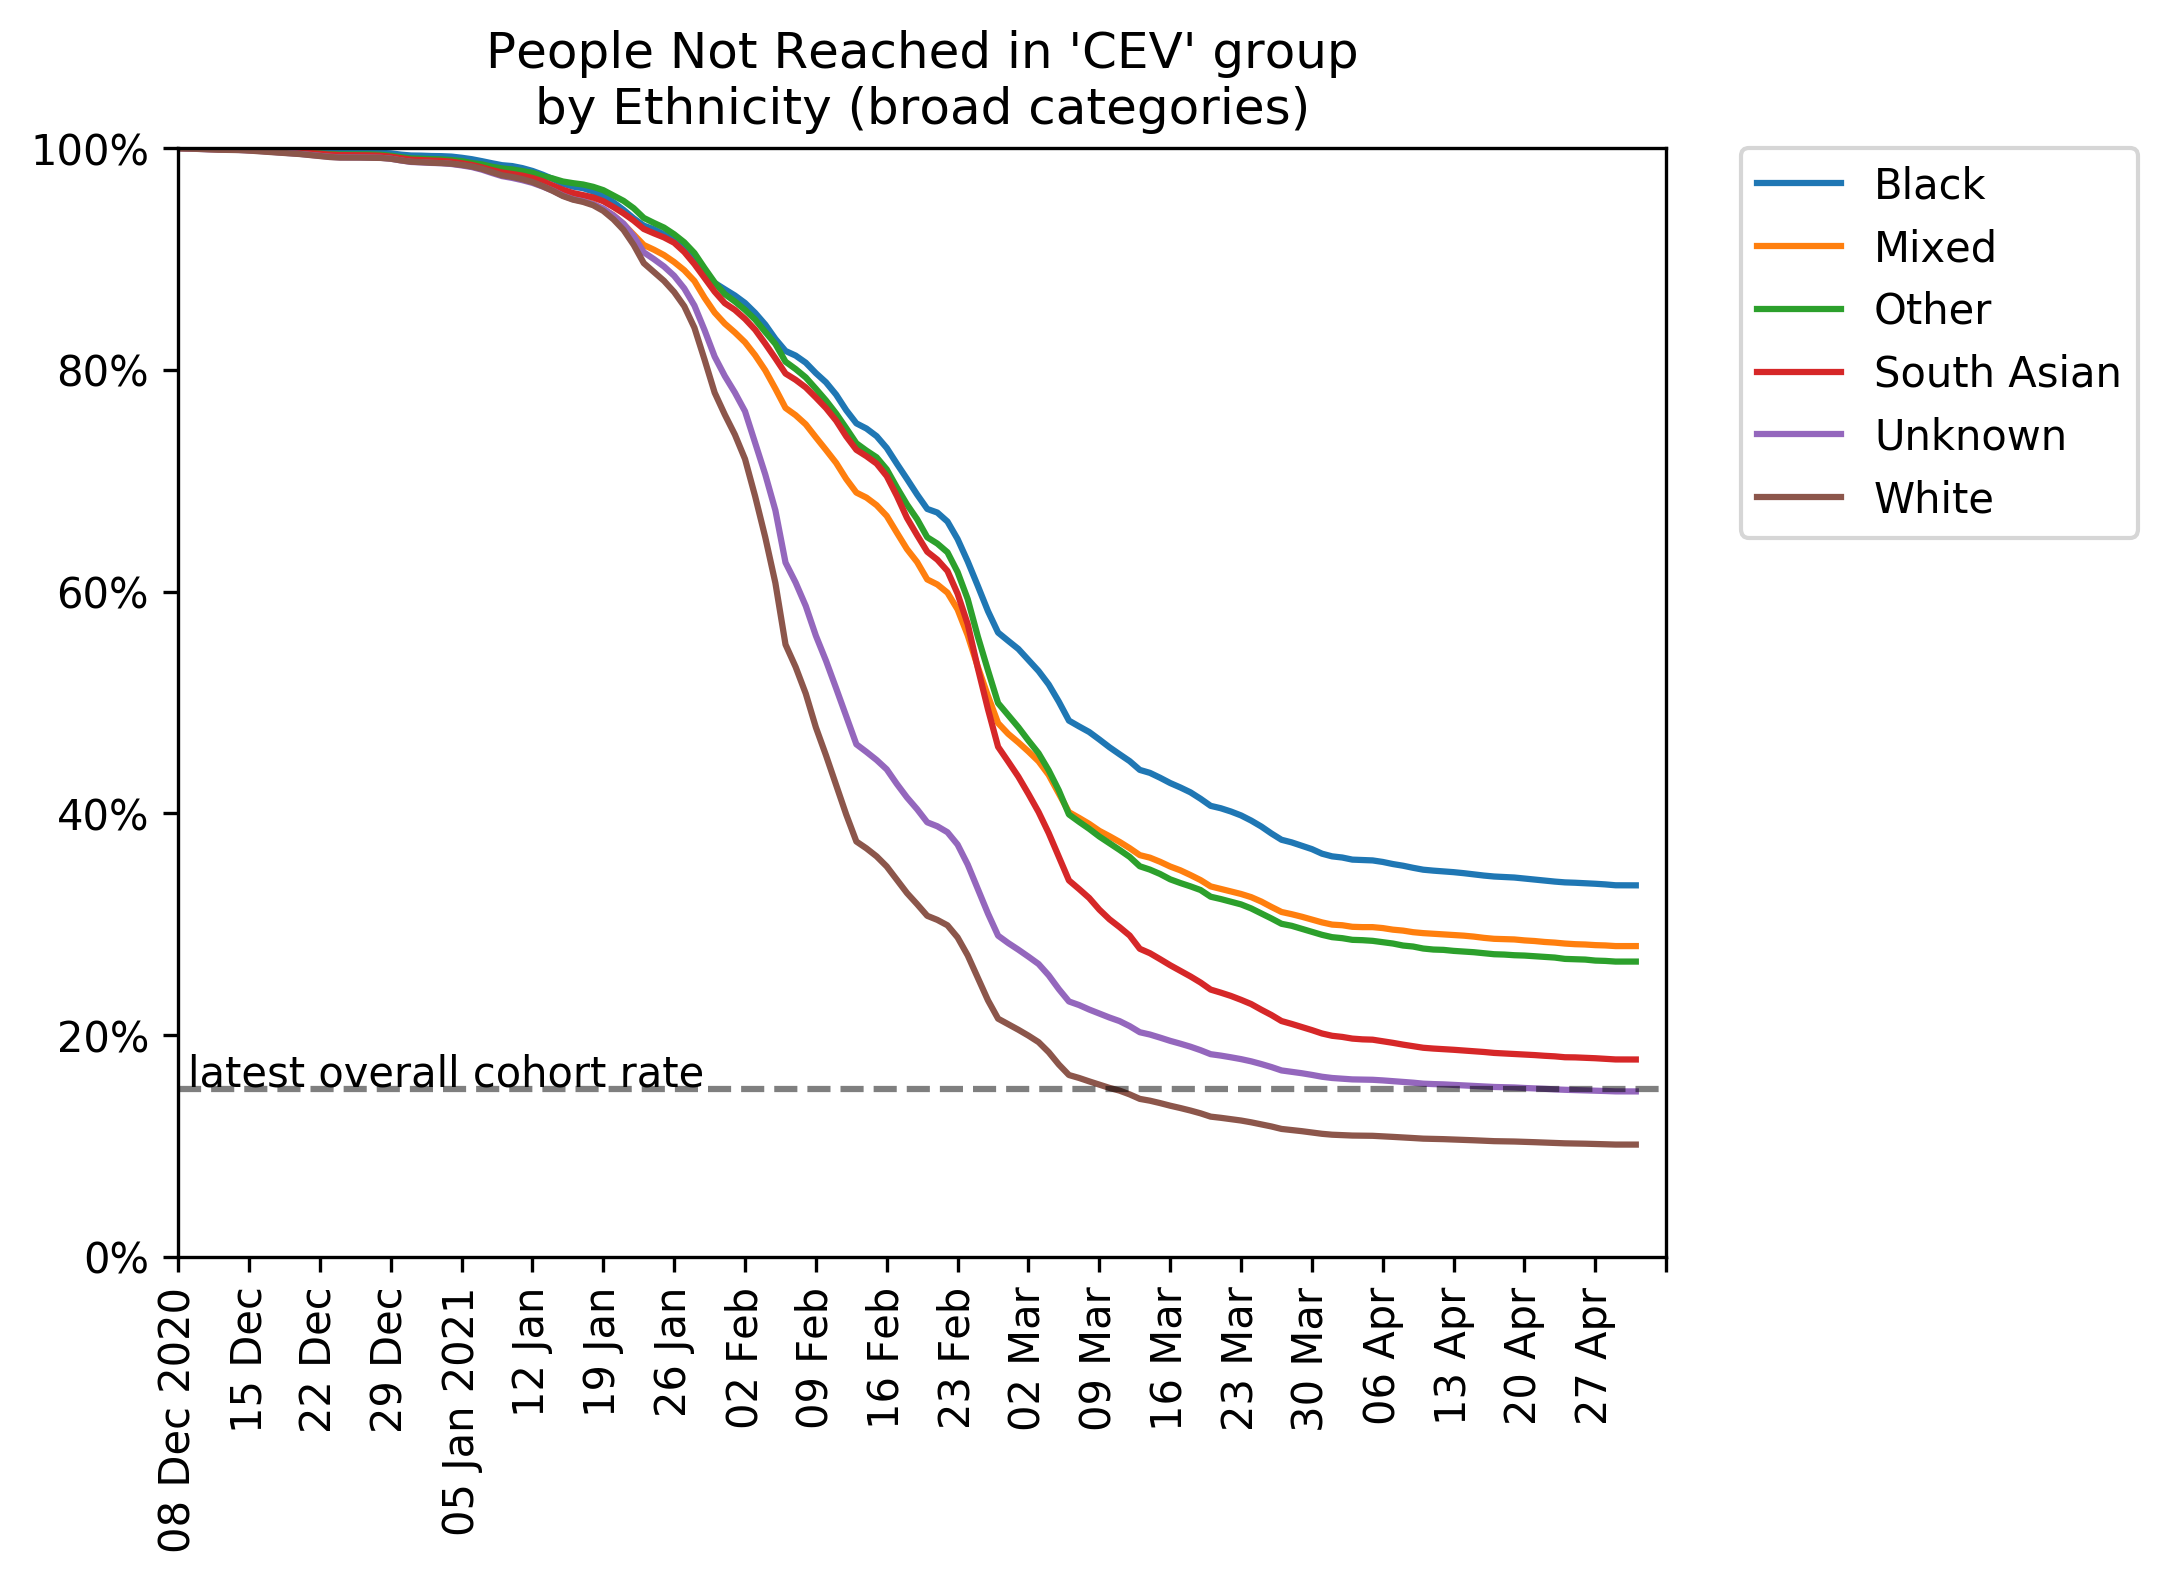 People Not Reached in 'CEV' group
by Ethnicity (broad categories)
100%
80%
60%
40%
20%
0%
latest overall cohort rate
08 Dec 2020
15 Dec
22 Dec
29 Dec
05 Jan 2021
12 Jan
19 Jan
26 Jan
02 Feb
09 Feb
16 Feb
23 Feb
02 Mar
09 Mar
16 Mar
23 Mar
30 Mar
06 Apr
13 Apr
20 Apr
27 Apr
Black
Mixed
Other
South Asian
Unknown
White